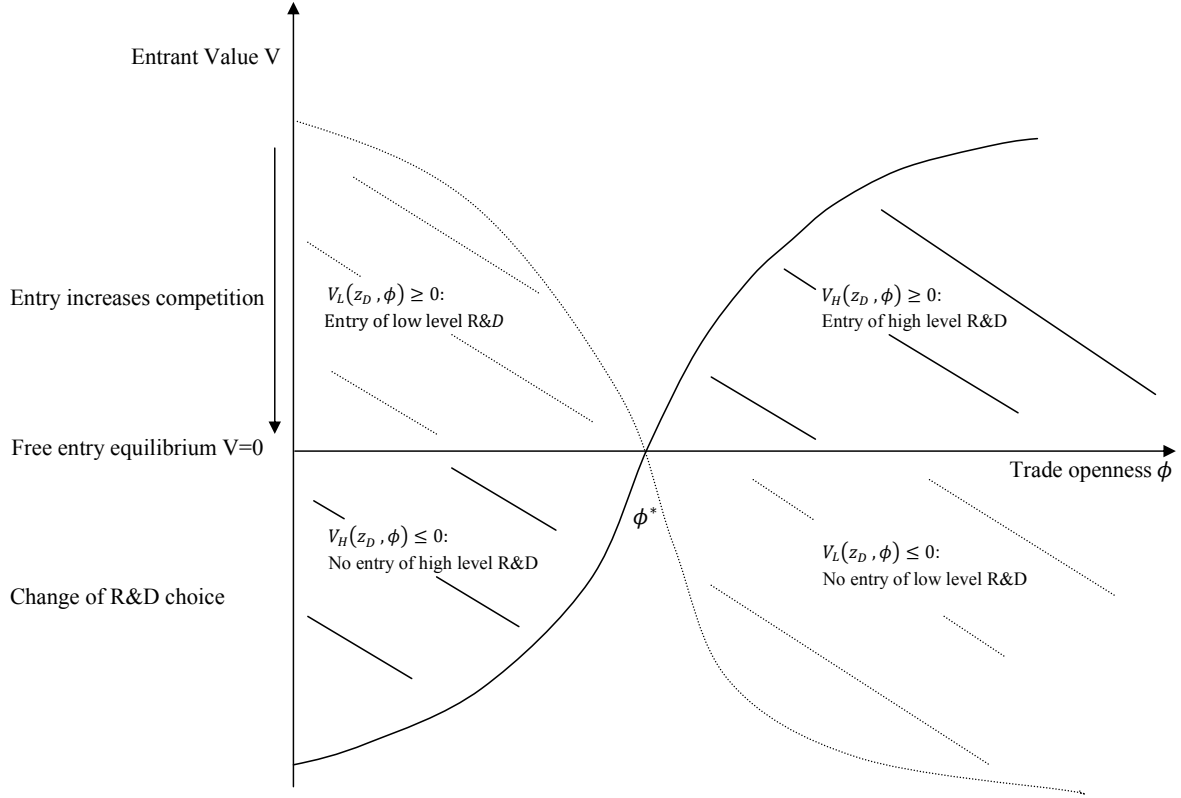 Entrant Value V
Entry increases competition
V_L(z_D, ϕ) ≥ 0:
Entry of low level R&D
V_H(z_D, ϕ) ≥ 0:
Entry of high level R&D
Free entry equilibrium V=0
Trade openness ϕ
ϕ*
V_H(z_D, ϕ) ≤ 0:
No entry of high level R&D
V_L(z_D, ϕ) ≤ 0:
No entry of low level R&D
Change of R&D choice